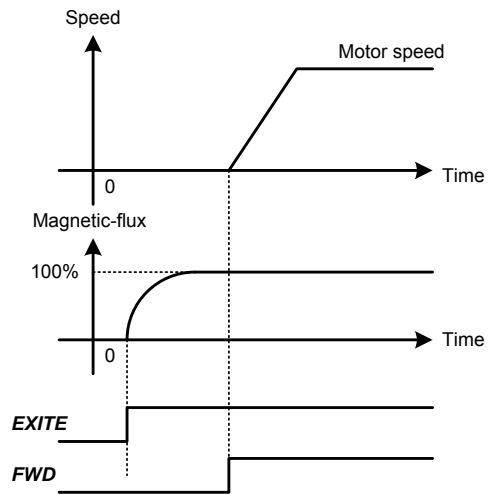 Speed
Motor speed
0
Time
Magnetic-flux
100%
0
Time
EXITE
FWD